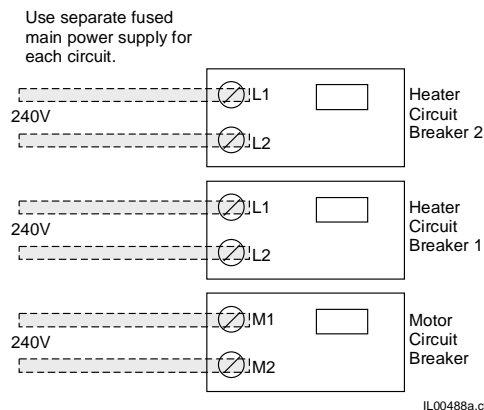 Use separate fused
main power supply for
each circuit.
L1
240V
L2
Heater
Circuit
Breaker 2
L1
240V
L2
Heater
Circuit
Breaker 1
M1
240V
M2
Motor
Circuit
Breaker
IL00488a.c